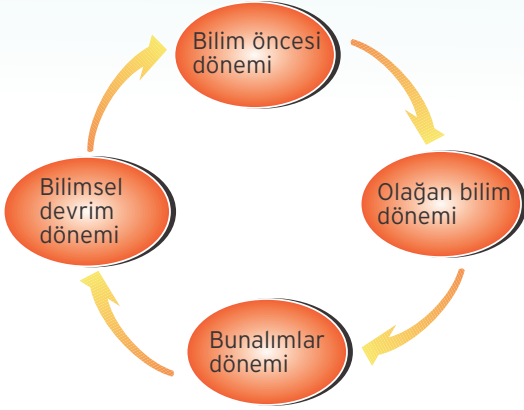 Bilim öncesi
dönemi
Olağan bilim
dönemi
Bunalımlar
dönemi
Bilimsel
devrim
dönemi